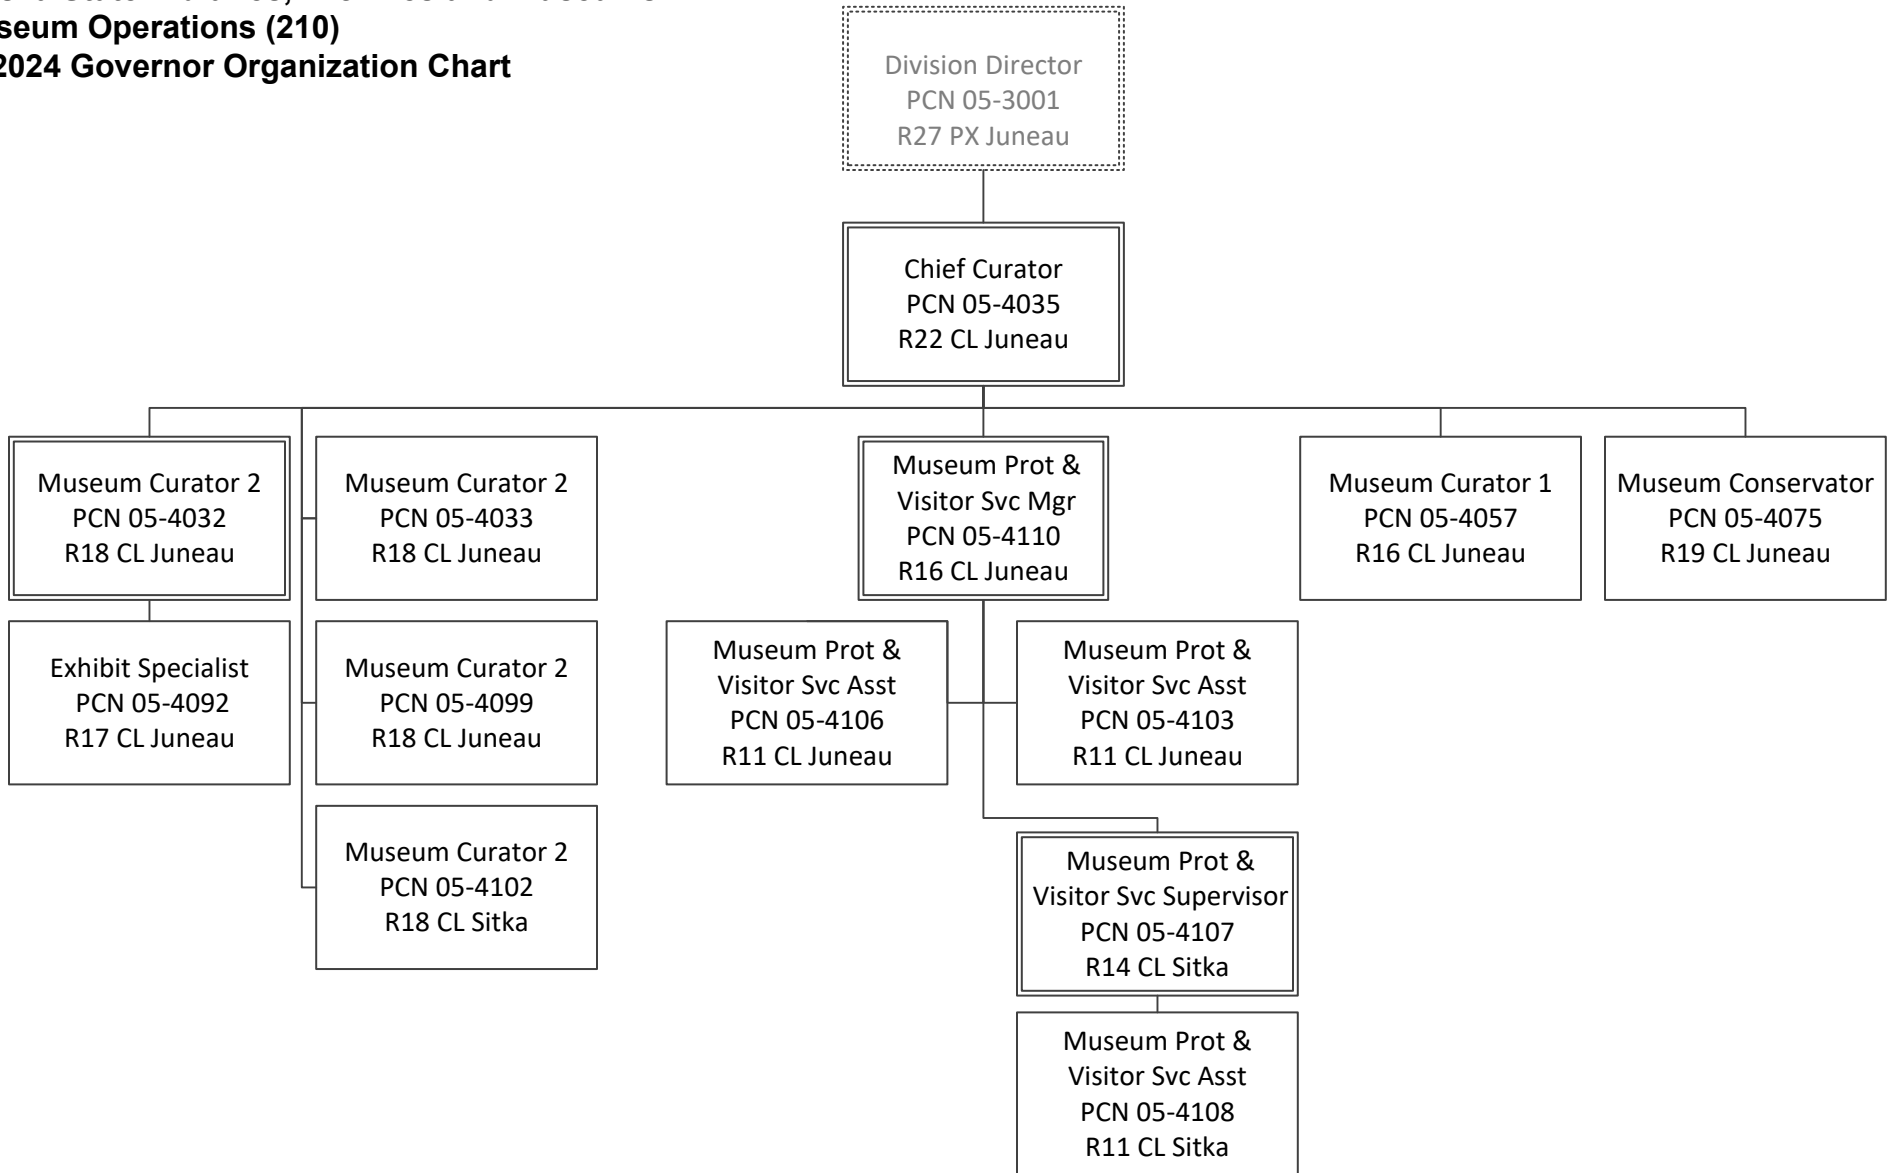 Museum Operations (210)
2024 Governor Organization Chart
Division Director
PCN 05-3001
R27 PX Juneau
Chief Curator
PCN 05-4035
R22 CL Juneau
Museum Curator 2
PCN 05-4032
R18 CL Juneau
Museum Curator 2
PCN 05-4033
R18 CL Juneau
Museum Prot &
Visitor Svc Mgr
PCN 05-4110
R16 CL Juneau
Museum Curator 1
PCN 05-4057
R16 CL Juneau
Museum Conservator
PCN 05-4075
R19 CL Juneau
Exhibit Specialist
PCN 05-4092
R17 CL Juneau
Museum Curator 2
PCN 05-4099
R18 CL Juneau
Museum Prot &
Visitor Svc Asst
PCN 05-4106
R11 CL Juneau
Museum Prot &
Visitor Svc Asst
PCN 05-4103
R11 CL Juneau
Museum Curator 2
PCN 05-4102
R18 CL Sitka
Museum Prot &
Visitor Svc Supervisor
PCN 05-4107
R14 CL Sitka
Museum Prot &
Visitor Svc Asst
PCN 05-4108
R11 CL Sitka